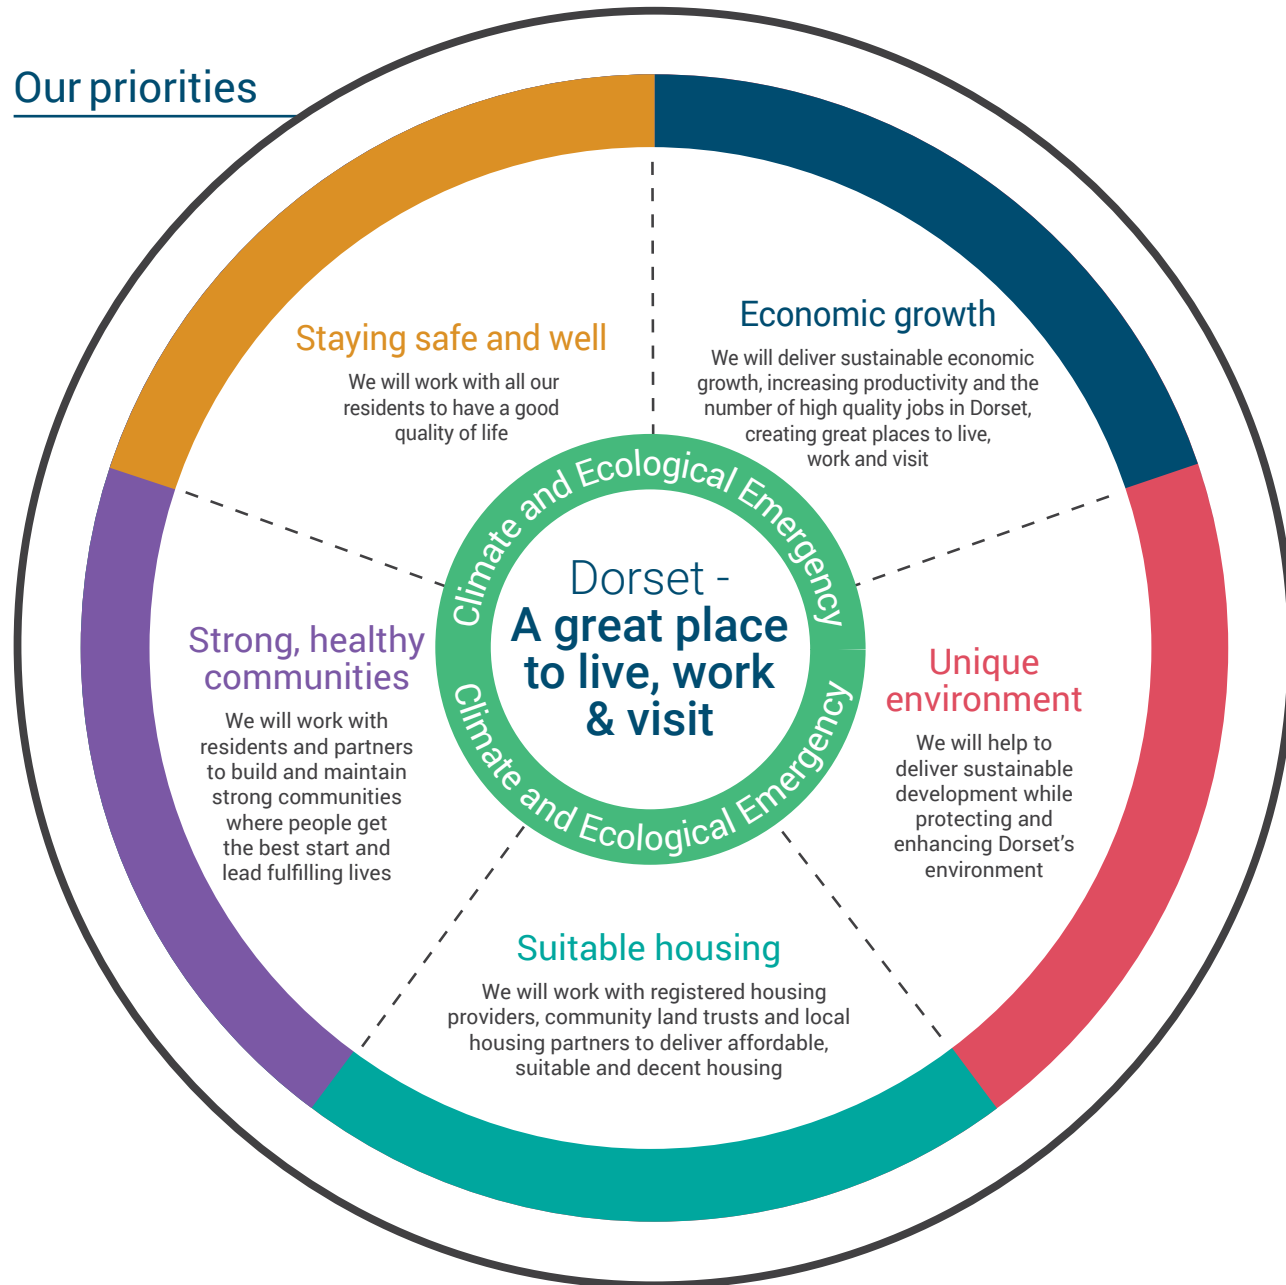 Our priorities
Economic growth
We will deliver sustainable economic
growth, increasing productivity and the
number of high quality jobs in Dorset,
creating great places to live,
work and visit
Unique
environment
We will help to
deliver sustainable
development while
protecting and
enhancing Dorset's
environment
Suitable housing
We will work with registered housing
providers, community land trusts and local
housing partners to deliver affordable,
suitable and decent housing
Strong, healthy
communities
We will work with
residents and partners
to build and maintain
strong communities
where people get
the best start and
lead fulfilling lives
Staying safe and well
We will work with all our
residents to have a good
quality of life
Climate and Ecological Emergency
Dorset -
A great place
to live, work
& visit
Climate and Ecological Emergency